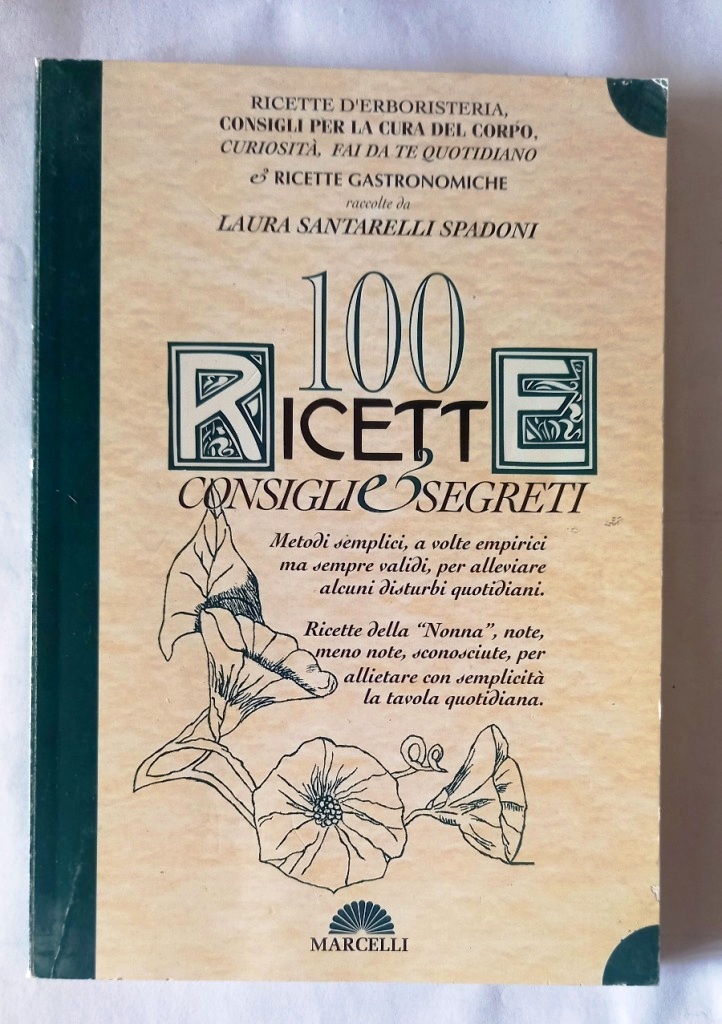 RICETTE D'ERBORISTERIA,
CONSIGLI PER LA CURA DEL CORPO,
CURIOSITÀ, FAI DA TE QUOTIDIANO
& RICETTE GASTRONOMICHE
raccolte da
LAURA SANTARELLI SPADONI
100
RICETTE
CONSIGLI & SEGRETI
Metodi semplici, a volte empirici
ma sempre validi, per alleviare
alcuni disturbi quotidiani.
Ricette della "Nonna", note,
meno note, sconosciute, per
allietare con semplicità
la tavola quotidiana.
MARCELLI